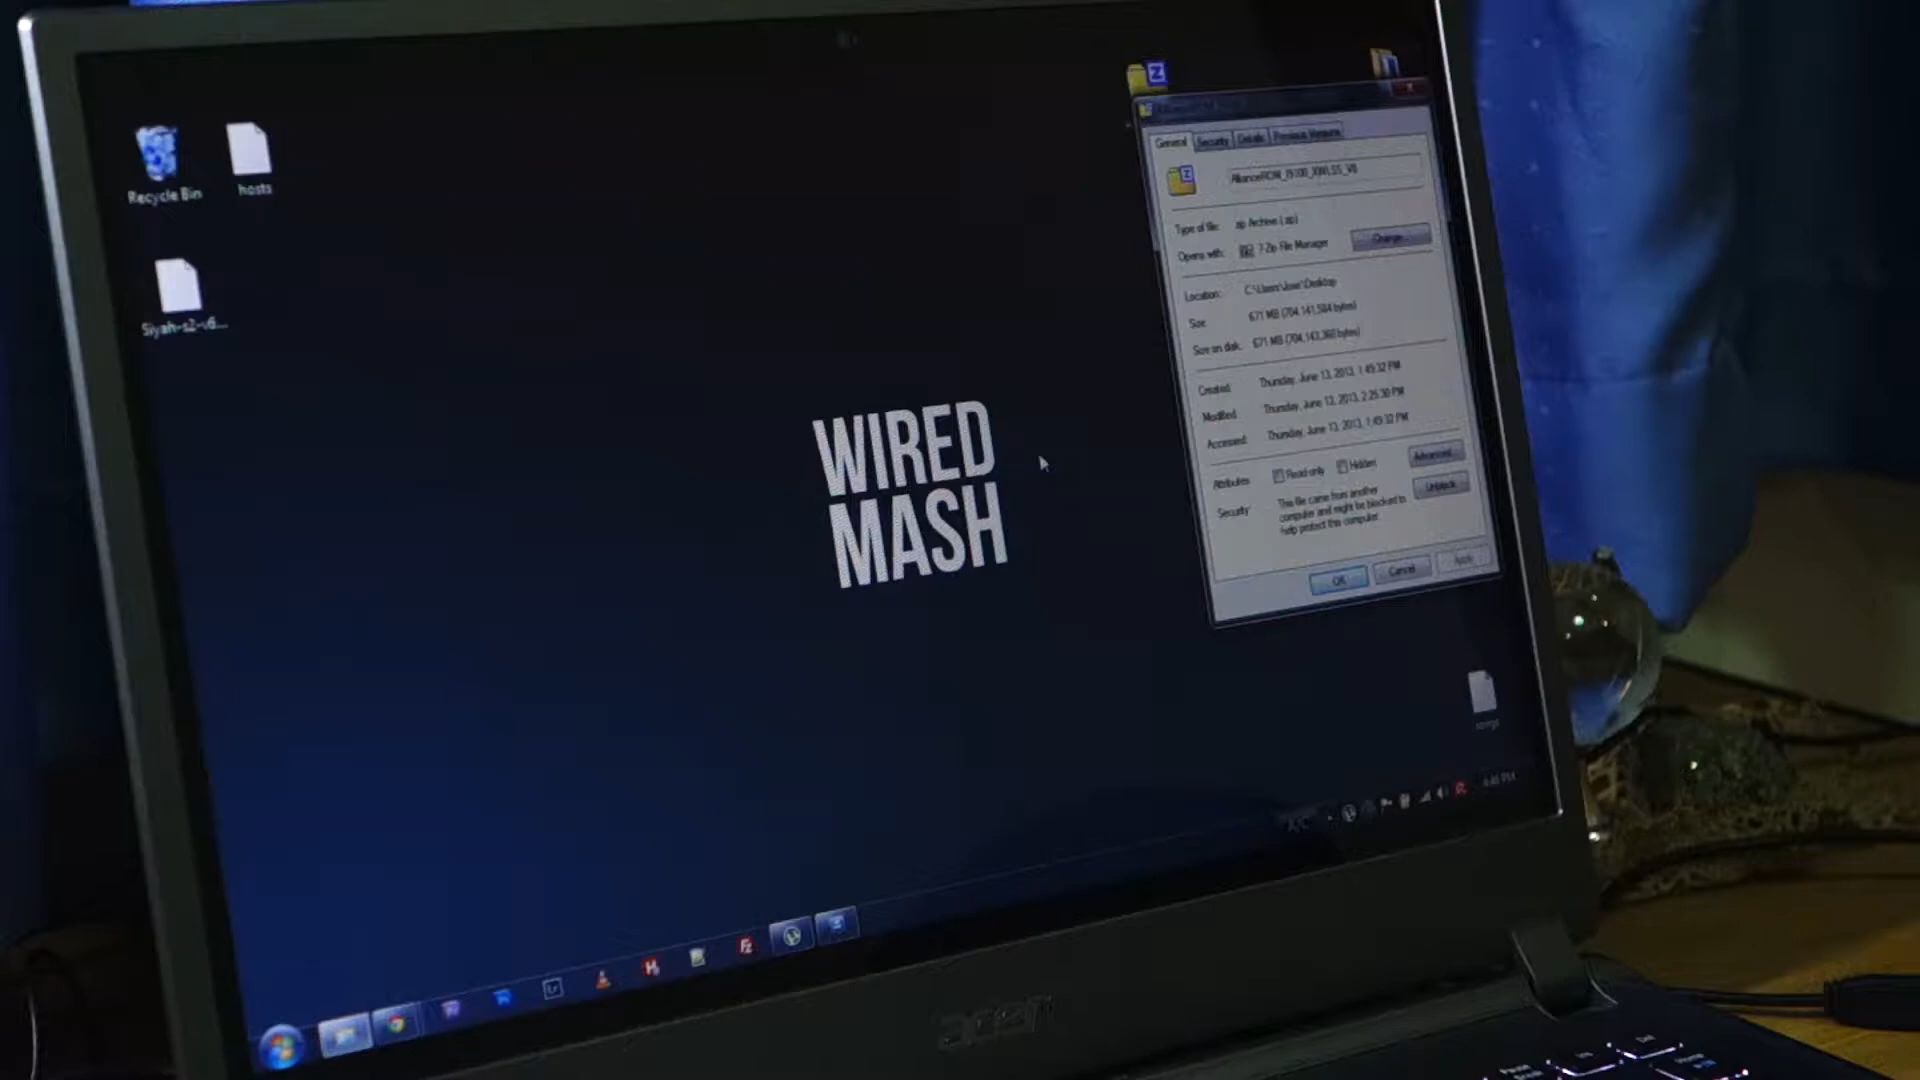 Recycle Bin
hosts
Siyah-s2-v6...
WIRED
MASH
General
Security
Details
Previous Versions
Type of file:
zip Archive (.zip)
Opens with:
7-Zip File Manager
Change...
Location:
C:\Users\Jose\Desktop
Size:
671 MB (704,141,584 bytes)
Size on disk:
671 MB (704,143,360 bytes)
Created:
Thursday, June 13, 2013, 1:45:32 PM
Modified:
Thursday, June 13, 2013, 2:25:30 PM
Accessed:
Thursday, June 13, 2013, 1:45:32 PM
Attributes:
Read-only
Hidden
Advanced...
Security:
This file came from another
computer and might be blocked to
help protect this computer.
Unblock
OK
Cancel
Apply
acer